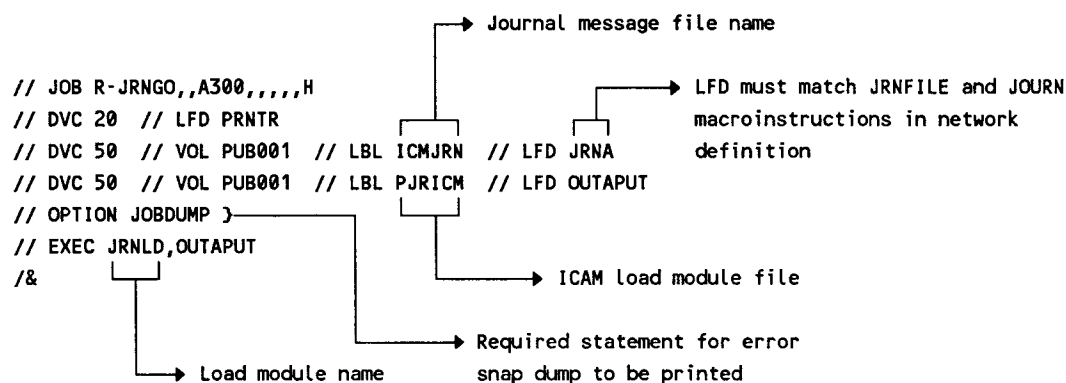 Journal message file name
// JOB R-JRNGO,,A300,,,,,H
LFD must match JRNFILE and JOURN
// DVC 20 // LFD PRNTR
macroinstructions in network
// DVC 50 // VOL PUB001 // LBL ICMJRN // LFD JRNA
definition
// DVC 50 // VOL PUB001 // LBL PJRICM // LFD OUTAPUT
// OPTION JOBDUMP }
// EXEC JRNLD,OUTAPUT
/&
ICAM load module file
Required statement for error
Load module name
snap dump to be printed